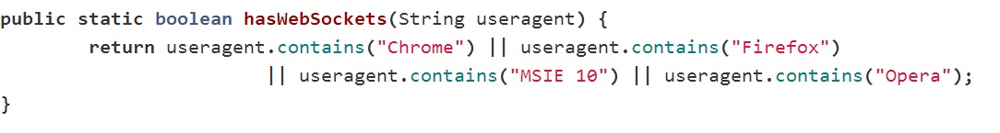 public static boolean hasWebSockets(String useragent) {
        return useragent.contains("Chrome") || useragent.contains("Firefox")
                        || useragent.contains("MSIE 10") || useragent.contains("Opera");
}